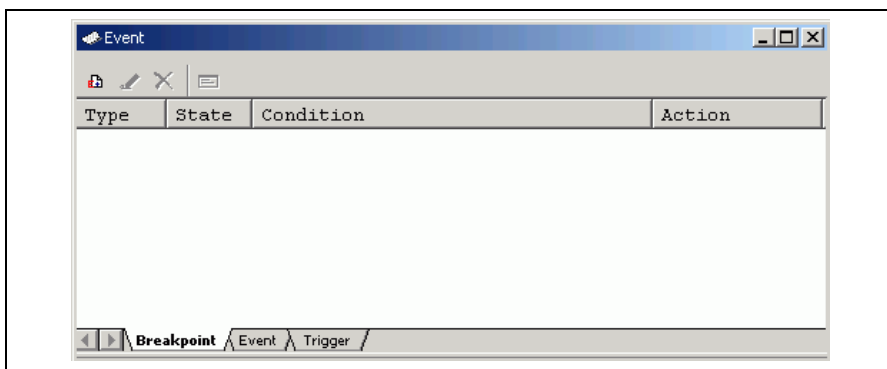 Event
Type State Condition Action
Breakpoint Event Trigger